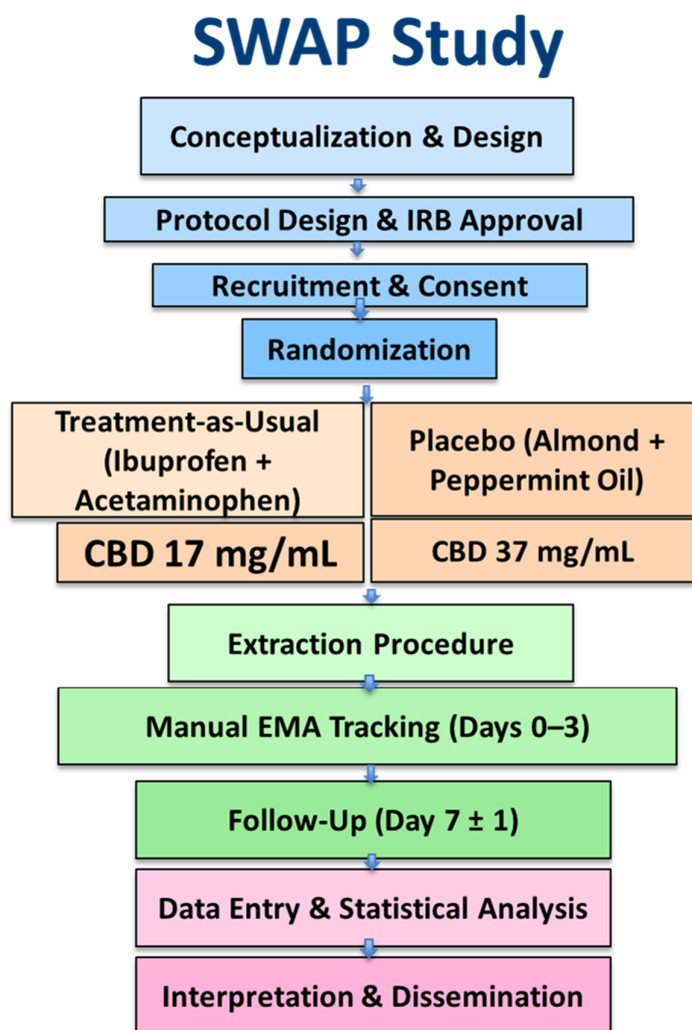 SWAP Study
Conceptualization & Design
Protocol Design & IRB Approval
Recruitment & Consent
Randomization
Treatment-as-Usual
(Ibuprofen +
Acetaminophen)
Placebo (Almond +
Peppermint Oil)
CBD 17 mg/mL
CBD 37 mg/mL
Extraction Procedure
Manual EMA Tracking (Days 0–3)
Follow-Up (Day 7 ± 1)
Data Entry & Statistical Analysis
Interpretation & Dissemination